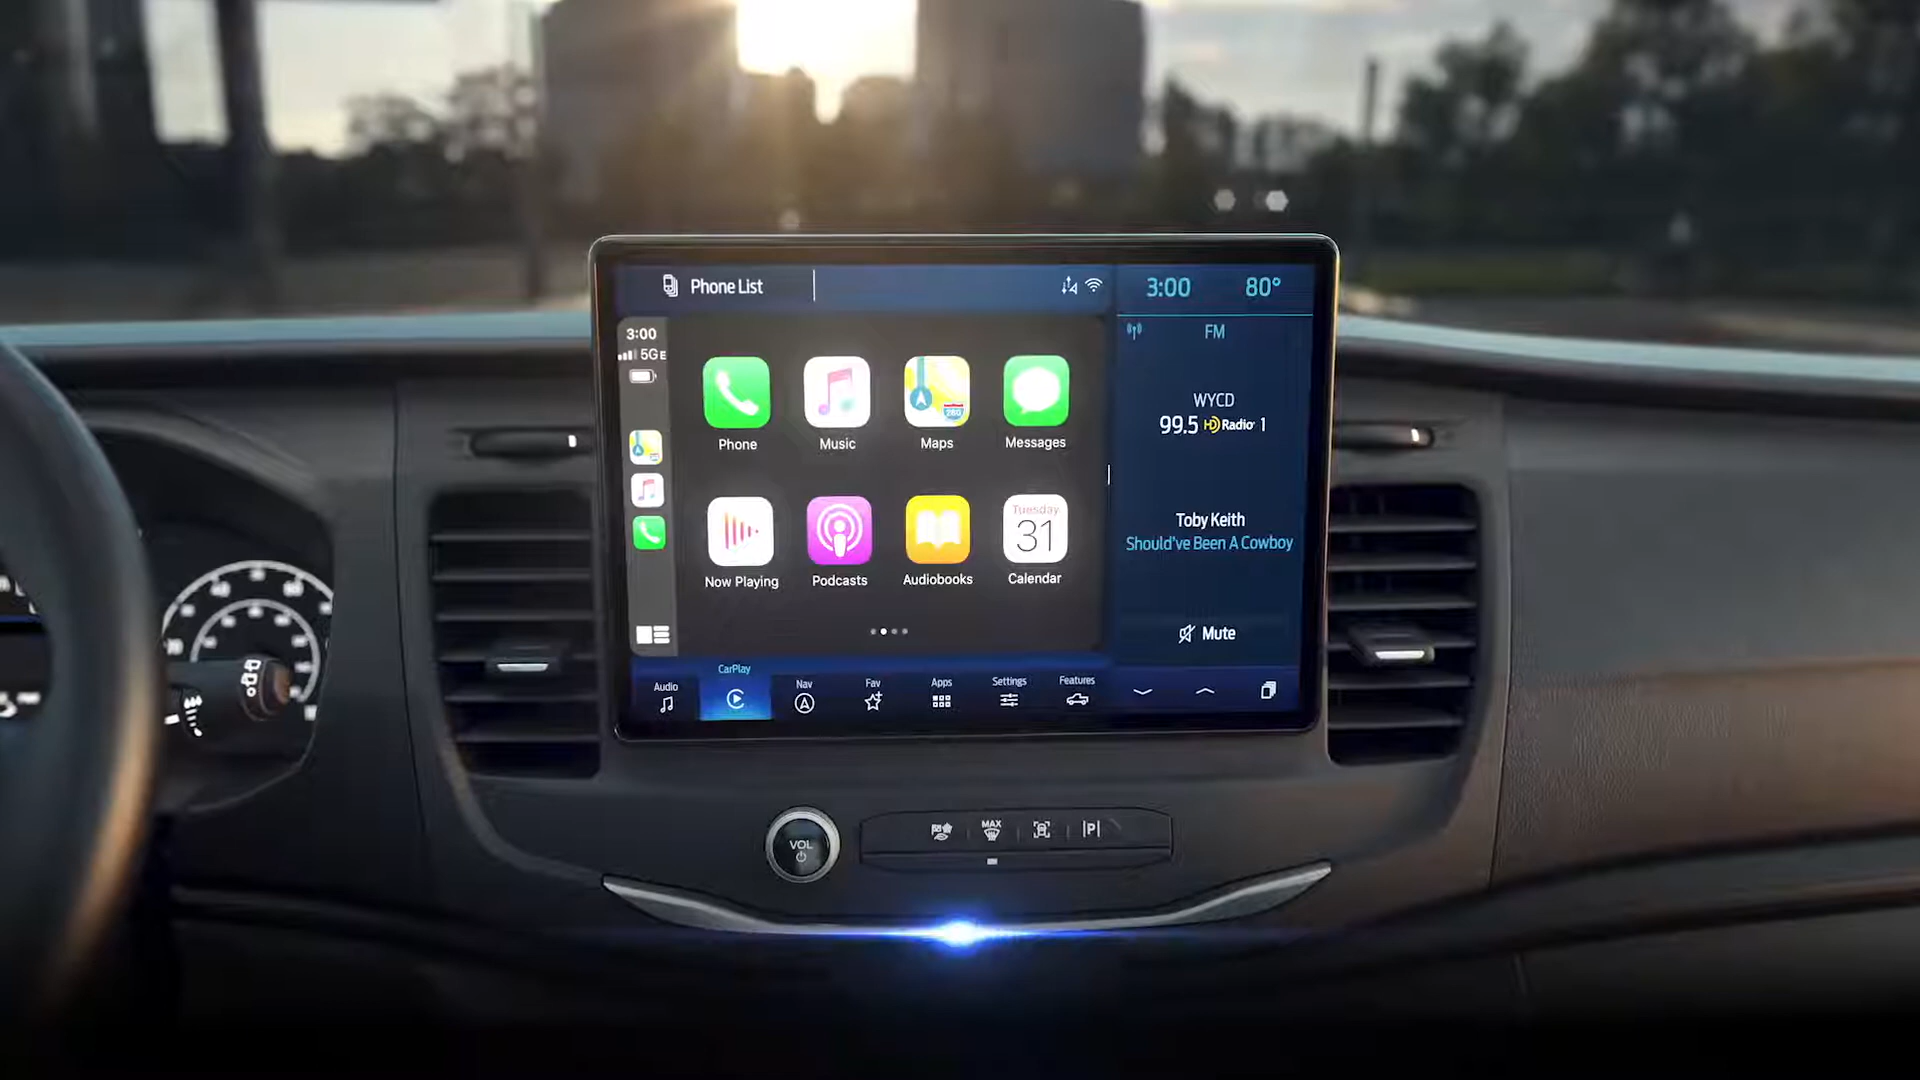 Phone List
3:00 80°
3:00
5GE
FM
WYCD
99.5 HD Radio 1
Phone Music Maps Messages
280
Tuesday
31
Now Playing Podcasts Audiobooks Calendar
Toby Keith
Should've Been A Cowboy
Mute
Audio CarPlay Nav Fav Apps Settings Features
VOL
MAX
P